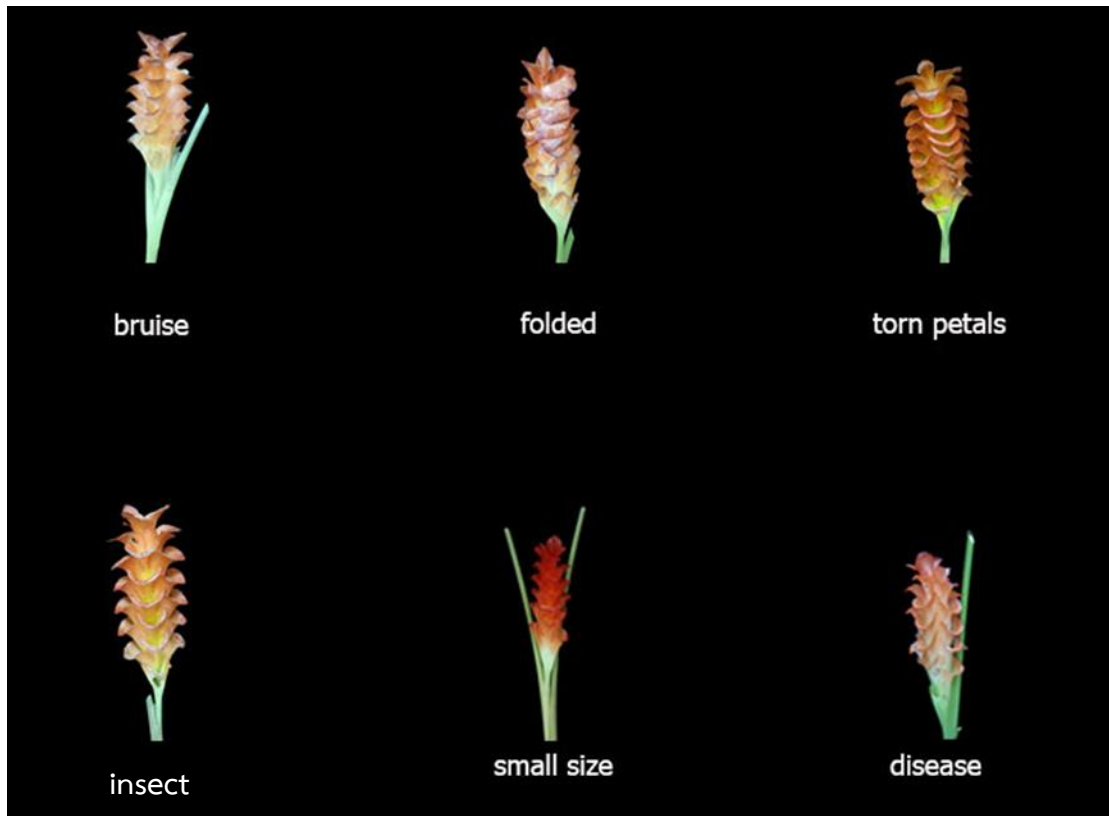 bruise
folded
torn petals
insect
small size
disease